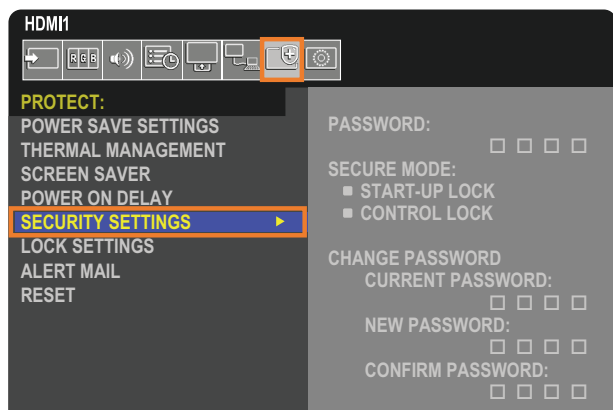 HDMI1
RGB
PROTECT:
POWER SAVE SETTINGS
THERMAL MANAGEMENT
SCREEN SAVER
POWER ON DELAY
SECURITY SETTINGS
LOCK SETTINGS
ALERT MAIL
RESET
PASSWORD:
SECURE MODE:
START-UP LOCK
CONTROL LOCK
CHANGE PASSWORD
CURRENT PASSWORD:
NEW PASSWORD:
CONFIRM PASSWORD: